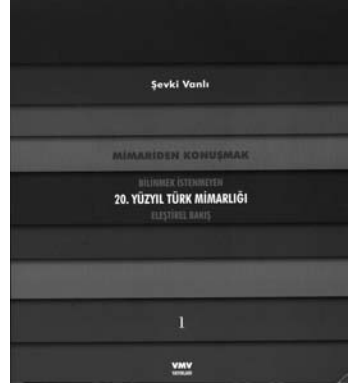 Şevki Vanlı
MİMARİDEN KONUŞMAK
BİLİNMEK İSTENMEYEN
20. YÜZYIL TÜRK MİMARLIĞI
ELEŞTİREL BAKIŞ
1
VMV
YAYINLARI